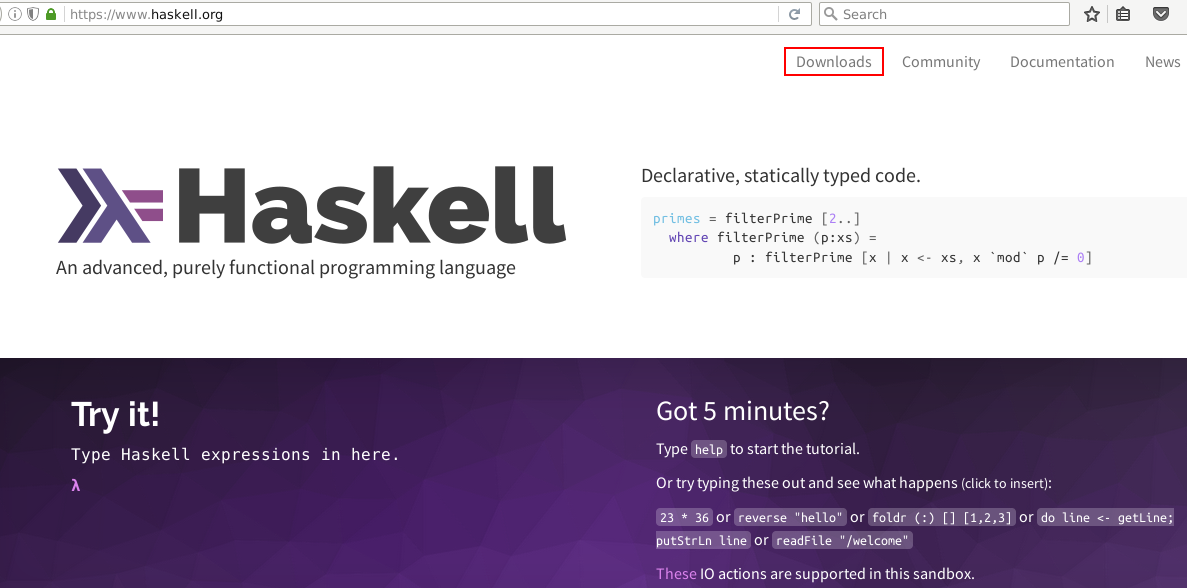 https://www.haskell.org
Search
Downloads Community Documentation News
Haskell
An advanced, purely functional programming language
Declarative, statically typed code.
primes = filterPrime [2..]
where filterPrime (p:xs) =
p : filterPrime [x | x <- xs, x `mod` p /= 0]
Try it!
Type Haskell expressions in here.
λ
Got 5 minutes?
Type help to start the tutorial.
Or try typing these out and see what happens (click to insert):
23 * 36 or reverse "hello" or foldr (:) [] [1,2,3] or do line <- getLine;
putStrLn line or readFile "/welcome"
These IO actions are supported in this sandbox.